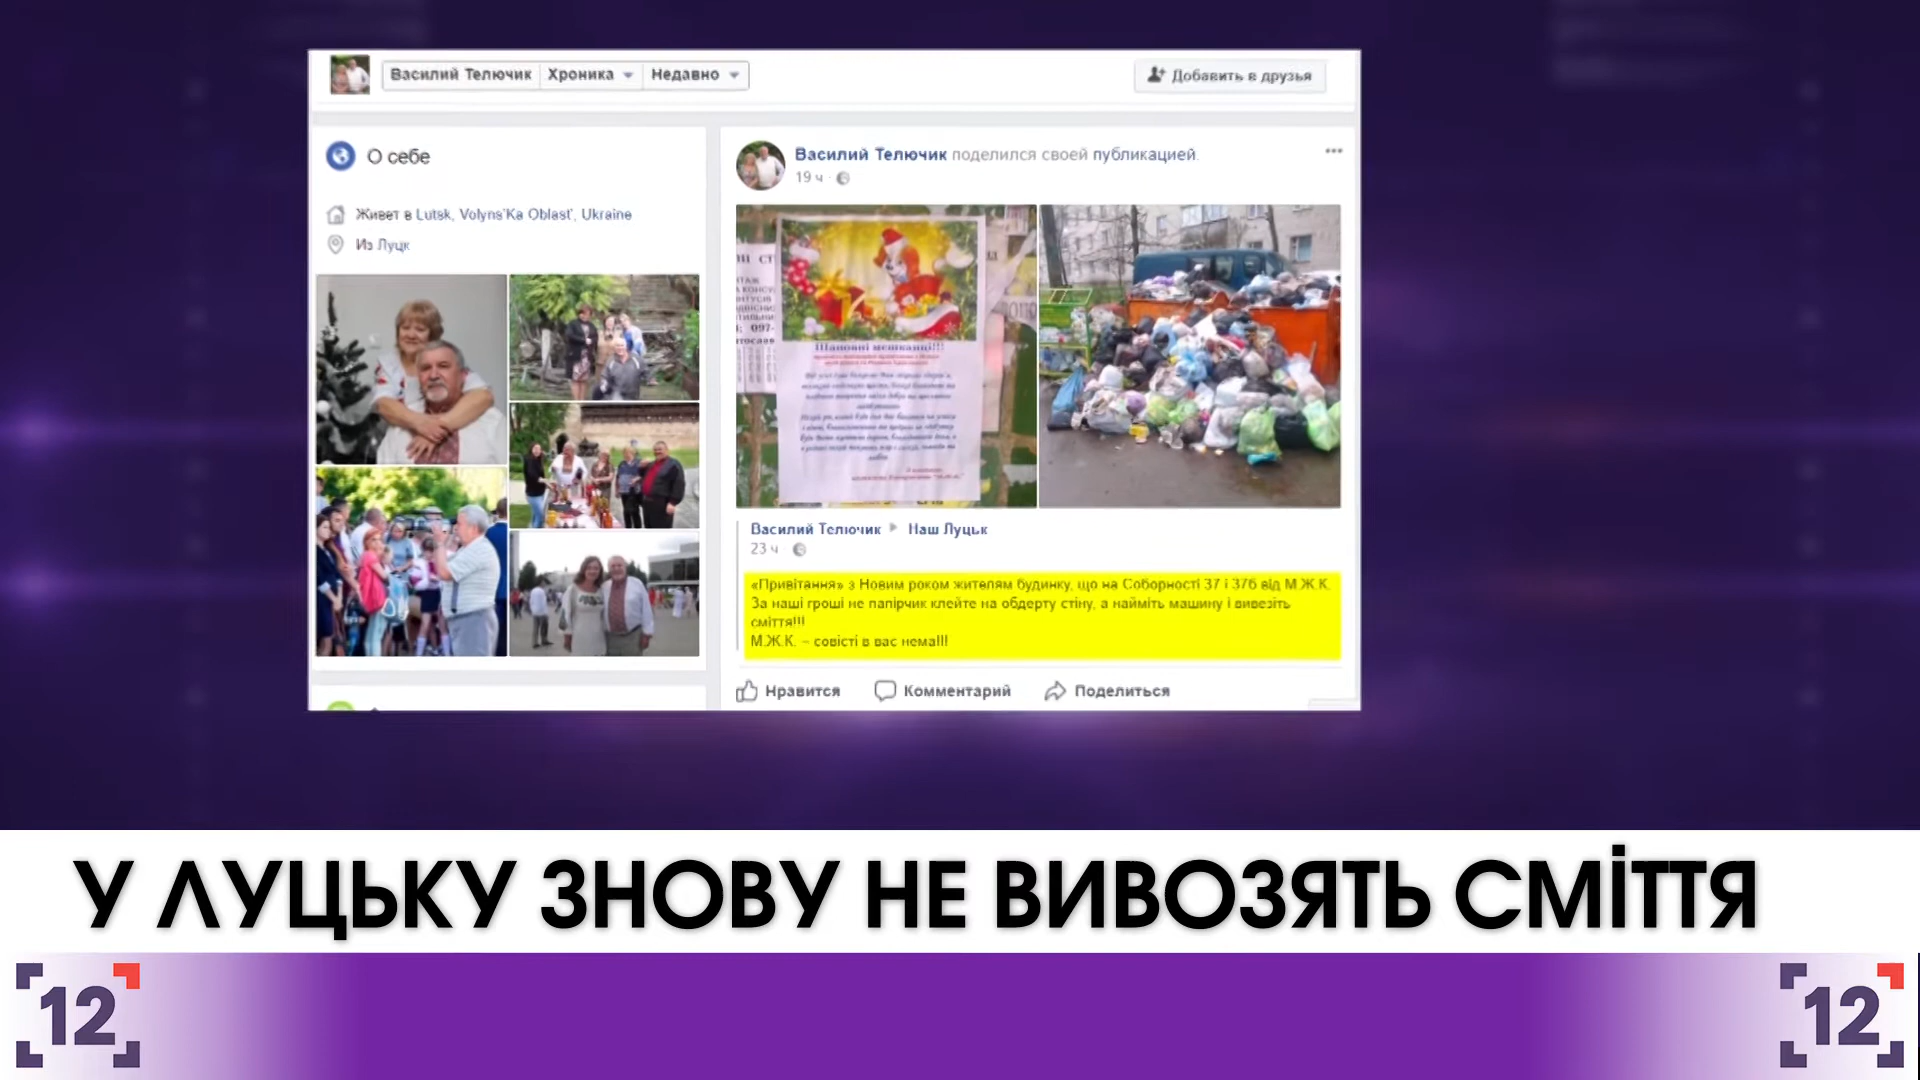 Василий Телючик Хроника Недавно
Добавить в друзья
О себе
Живет в Lutsk, Volyns'Ka Oblast', Ukraine
Из Луцк
Василий Телючик поделился своей публикацией.
19 ч
Шановні мешканці!!!
097-
Василий Телючик Наш Луцьк
23 ч
«Привітання» з Новим роком жителям будинку, що на Соборності 37 і 37б від М.Ж.К.
За наші гроші не папірчик клейте на обдерту стіну, а найміть машину і вивезіть
сміття!!!
М.Ж.К. – совісті в вас нема!!!
Нравится Комментарий Поделиться
У ЛУЦЬКУ ЗНОВУ НЕ ВИВОЗЯТЬ СМІТТЯ
12
12